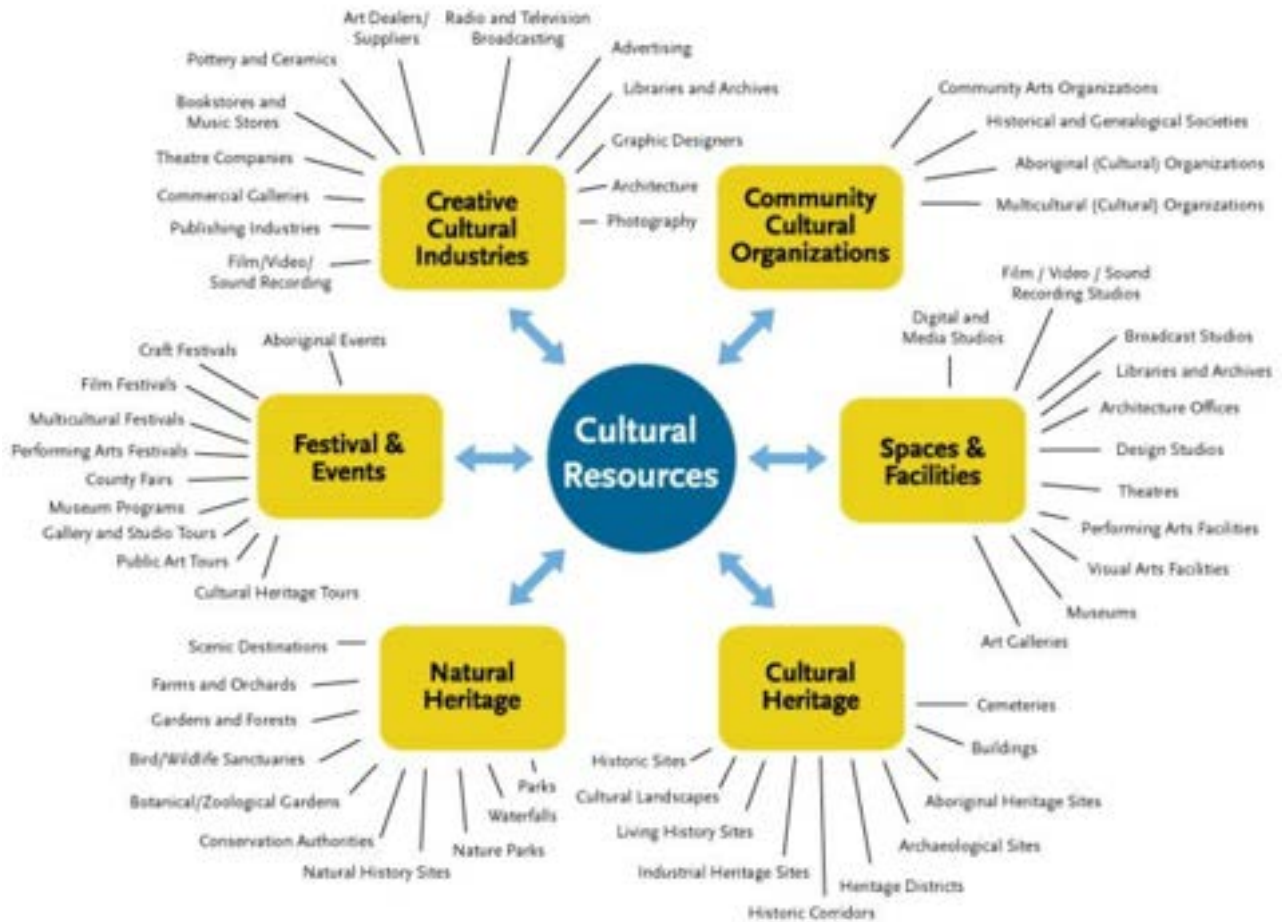 Art Dealers/
Suppliers
Radio and Television
Broadcasting
Pottery and Ceramics
Advertising
Bookstores and
Music Stores
Libraries and Archives
Theatre Companies
Graphic Designers
Commercial Galleries
Architecture
Publishing Industries
Photography
Film/Video/
Sound Recording
Creative
Cultural
Industries
Community Arts Organizations
Historical and Genealogical Societies
Aboriginal (Cultural) Organizations
Multicultural (Cultural) Organizations
Community
Cultural
Organizations
Aboriginal Events
Craft Festivals
Film Festivals
Multicultural Festivals
Performing Arts Festivals
County Fairs
Museum Programs
Gallery and Studio Tours
Public Art Tours
Cultural Heritage Tours
Festival &
Events
Cultural
Resources
Film / Video / Sound
Recording Studios
Digital and
Media Studios
Broadcast Studios
Libraries and Archives
Architecture Offices
Design Studios
Theatres
Performing Arts Facilities
Visual Arts Facilities
Museums
Art Galleries
Spaces &
Facilities
Natural
Heritage
Scenic Destinations
Farms and Orchards
Gardens and Forests
Bird/Wildlife Sanctuaries
Botanical/Zoological Gardens
Conservation Authorities
Natural History Sites
Nature Parks
Waterfalls
Parks
Cultural
Heritage
Cemeteries
Buildings
Aboriginal Heritage Sites
Archaeological Sites
Heritage Districts
Historic Corridors
Industrial Heritage Sites
Living History Sites
Cultural Landscapes
Historic Sites